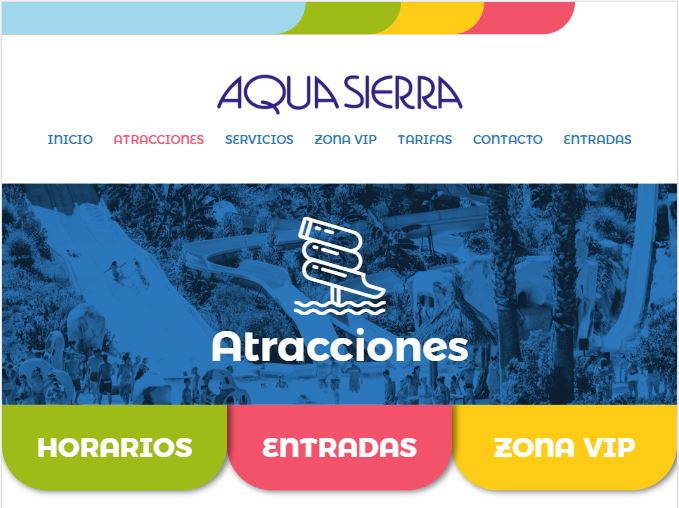 AQUA SIERRA
INICIO ATRACCIONES SERVICIOS ZONA VIP TARIFAS CONTACTO ENTRADAS
Atracciones
HORARIOS ENTRADAS ZONA VIP